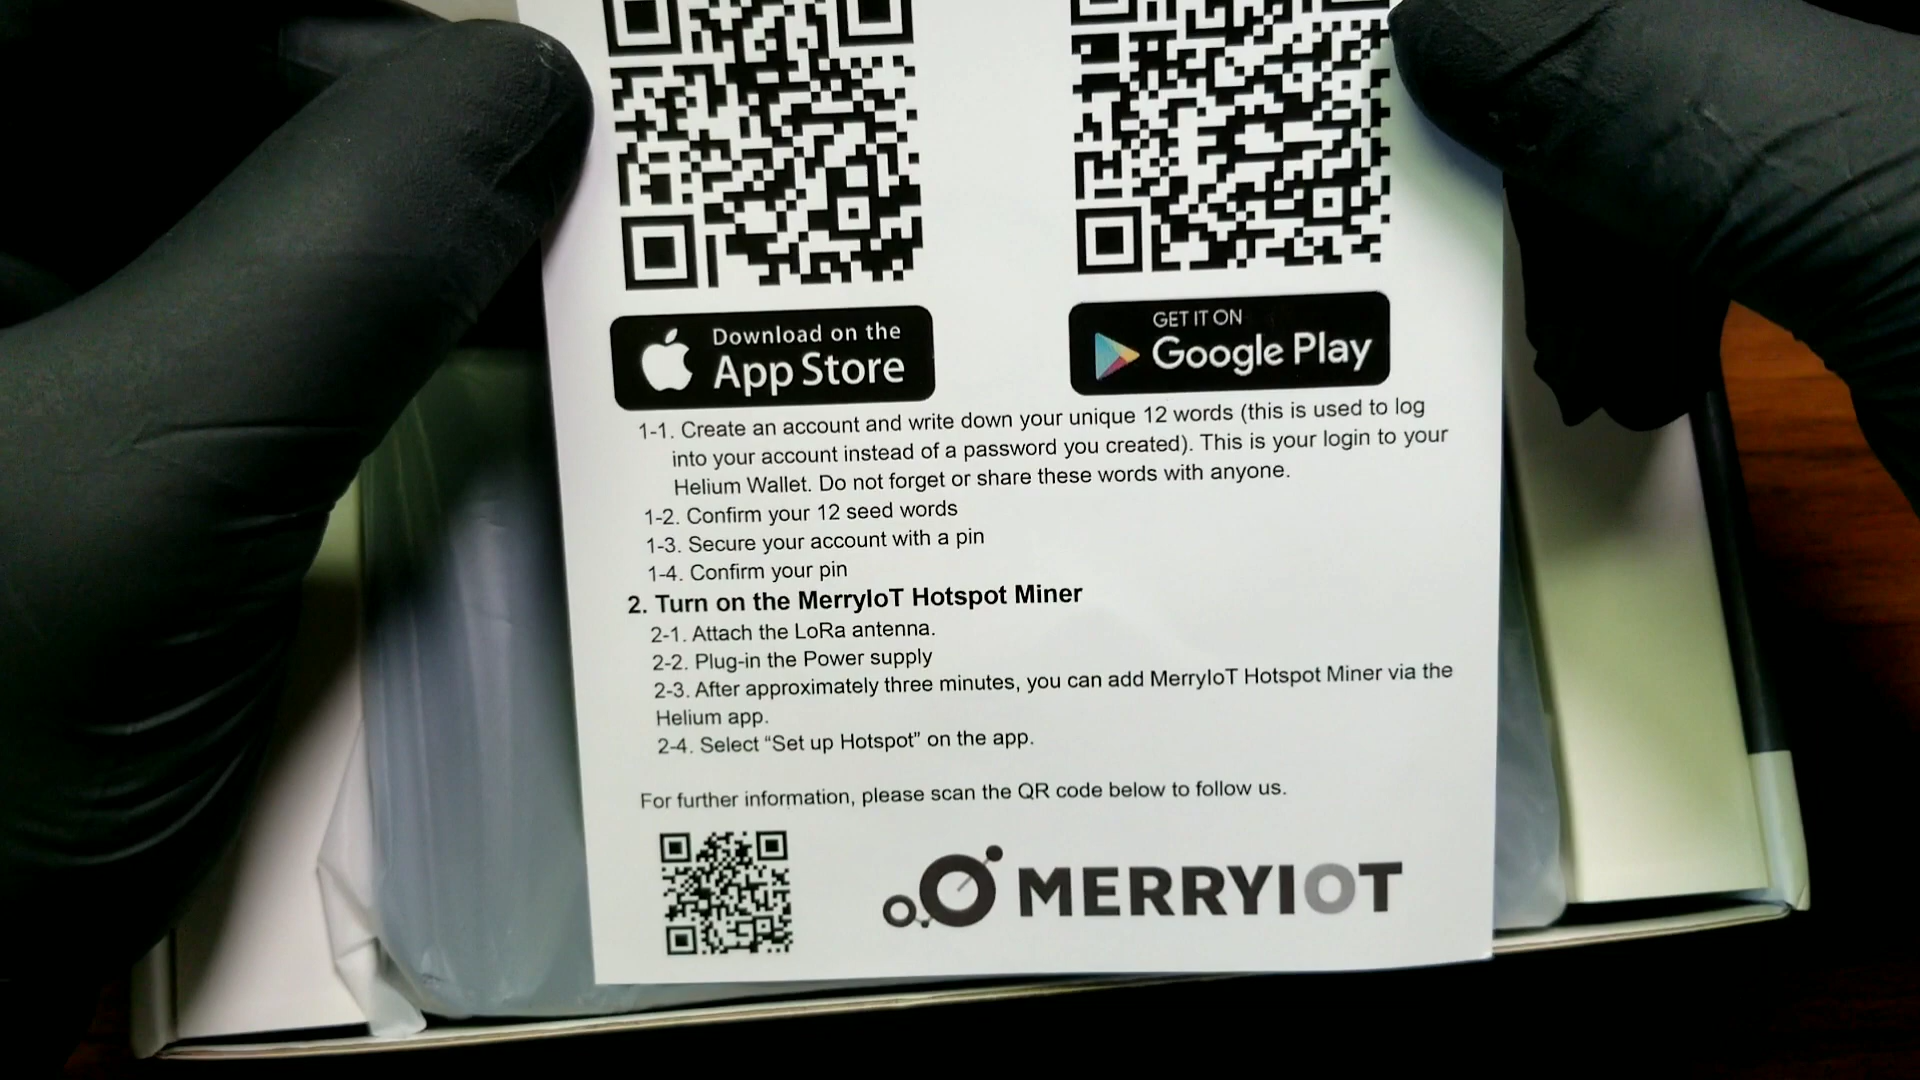 Download on the
App Store
GET IT ON
Google Play
1-1. Create an account and write down your unique 12 words (this is used to log
into your account instead of a password you created). This is your login to your
Helium Wallet. Do not forget or share these words with anyone.
1-2. Confirm your 12 seed words
1-3. Secure your account with a pin
1-4. Confirm your pin
2. Turn on the MerryIoT Hotspot Miner
2-1. Attach the LoRa antenna.
2-2. Plug-in the Power supply
2-3. After approximately three minutes, you can add MerryIoT Hotspot Miner via the
Helium app.
2-4. Select “Set up Hotspot” on the app.
For further information, please scan the QR code below to follow us.
MERRYIOT